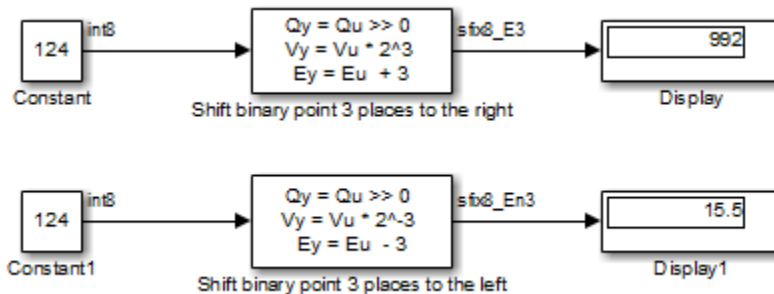 int8
Qy = Qu >> 0
Vy = Vu * 2^3
Ey = Eu + 3
sfix8_E3
124
992
Constant
Shift binary point 3 places to the right
Display
int8
Qy = Qu >> 0
Vy = Vu * 2^-3
Ey = Eu - 3
sfix8_En3
124
15.5
Constant1
Shift binary point 3 places to the left
Display1